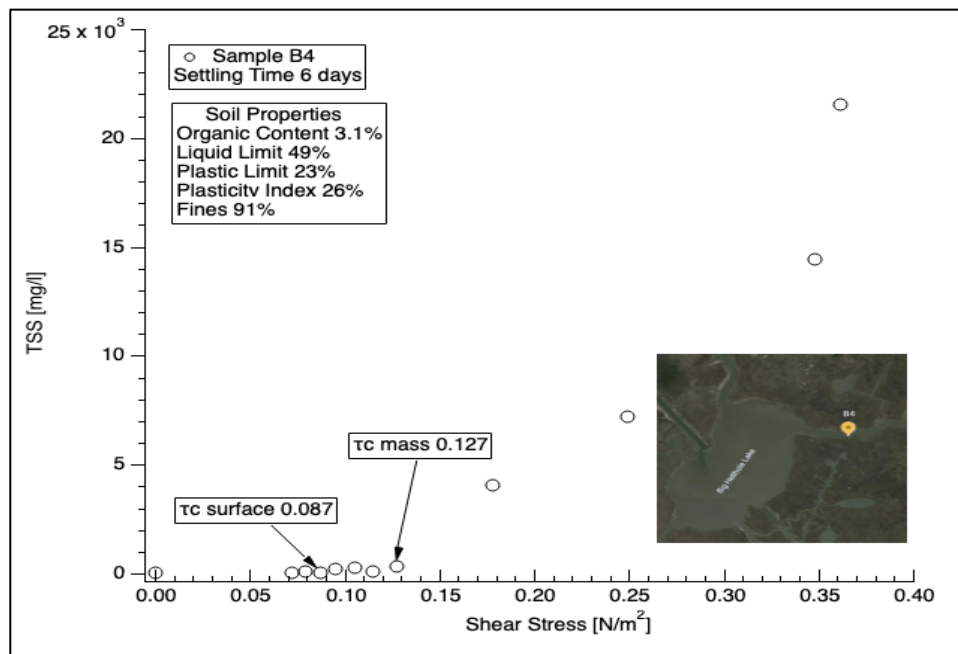 25 x 10³
20
15
10
5
0
TSS [mg/l]
○ Sample B4
Settling Time 6 days
Soil Properties
Organic Content 3.1%
Liquid Limit 49%
Plastic Limit 23%
Plasticity Index 26%
Fines 91%
τc mass 0.127
τc surface 0.087
B4
Big Hellhole Lake
0.00 0.05 0.10 0.15 0.20 0.25 0.30 0.35 0.40
Shear Stress [N/m²]